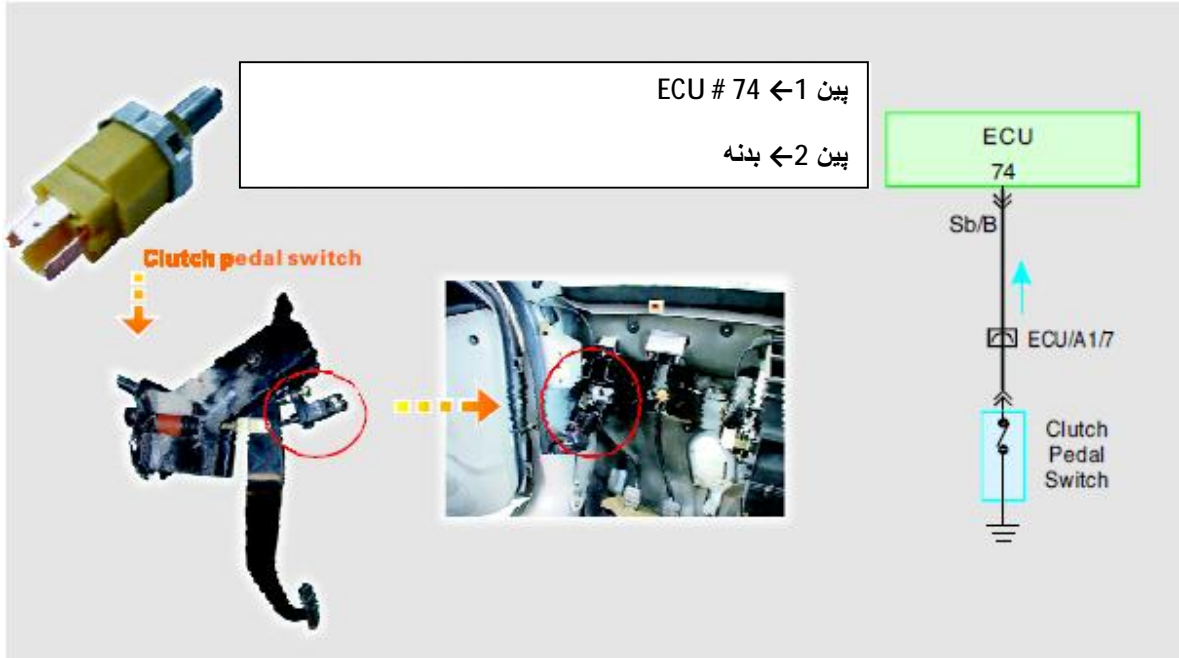 پین 1← ECU # 74
پین 2← بدنه
Clutch pedal switch
ECU
74
Sb/B
ECU/A1/7
Clutch
Pedal
Switch